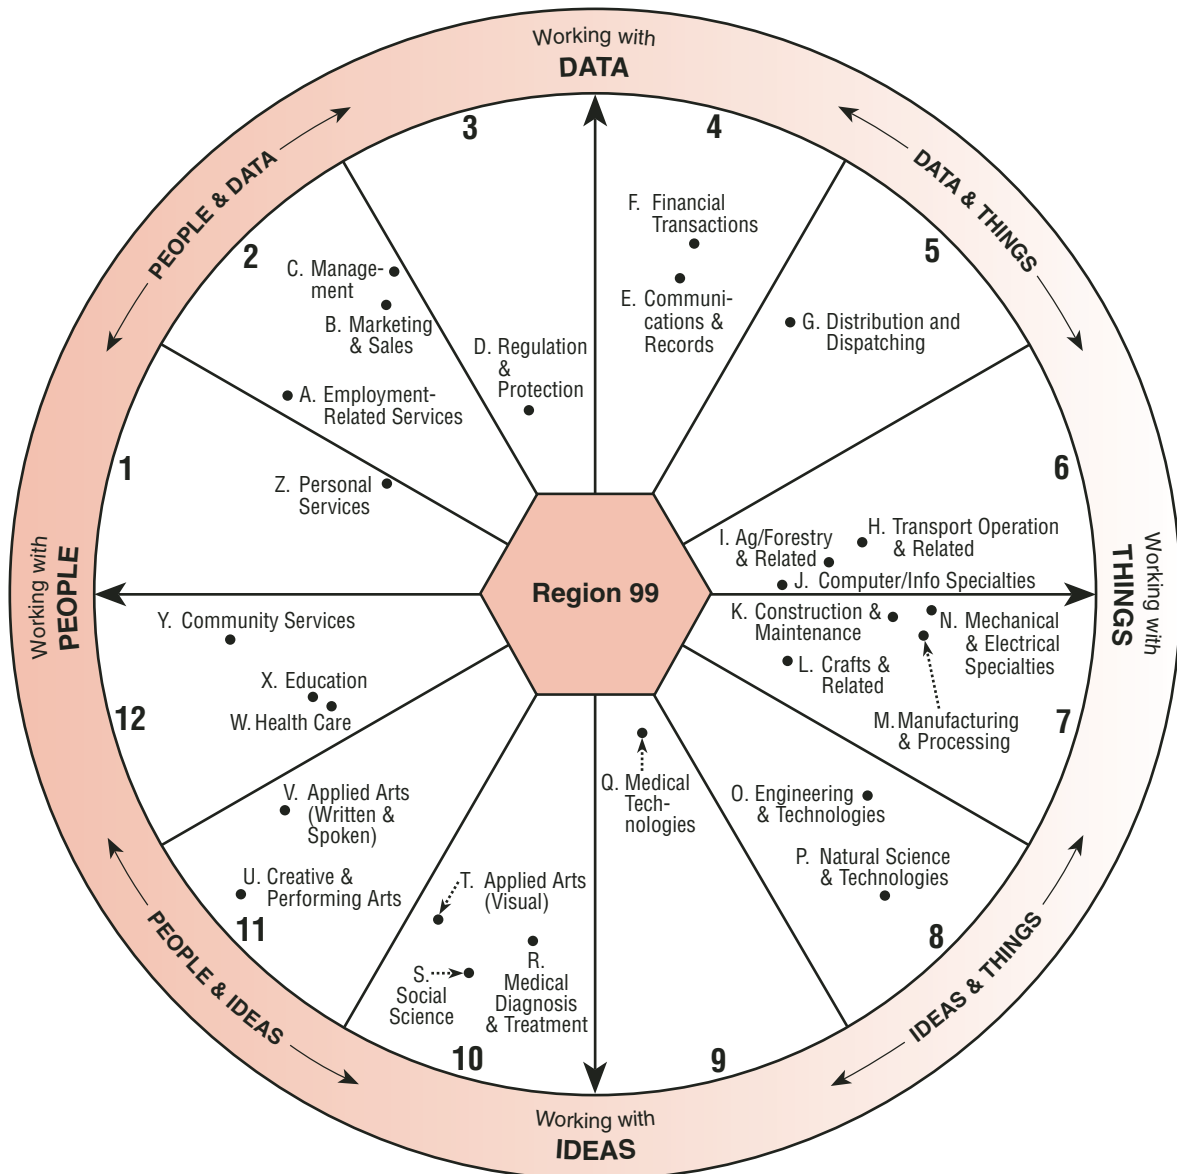 Working with
DATA
PEOPLE & DATA
DATA & THINGS
3
4
2
5
F. Financial
Transactions
C. Manage-
ment
E. Communi-
cations &
Records
B. Marketing
& Sales
G. Distribution and
Dispatching
D. Regulation
&
Protection
A. Employment-
Related Services
1
6
Z. Personal
Services
H. Transport Operation
& Related
I. Ag/Forestry
& Related
J. Computer/Info Specialties
Working with
PEOPLE
Region 99
Working with
THINGS
Y. Community Services
K. Construction &
Maintenance
N. Mechanical
& Electrical
Specialties
X. Education
L. Crafts &
Related
W. Health Care
12
7
M. Manufacturing
& Processing
Q. Medical
Tech-
nologies
V. Applied Arts
(Written &
Spoken)
O. Engineering
& Technologies
P. Natural Science
& Technologies
U. Creative &
Performing Arts
T. Applied Arts
(Visual)
11
8
S.
Social
Science
R.
Medical
Diagnosis
& Treatment
10
9
PEOPLE & IDEAS
IDEAS & THINGS
Working with
IDEAS